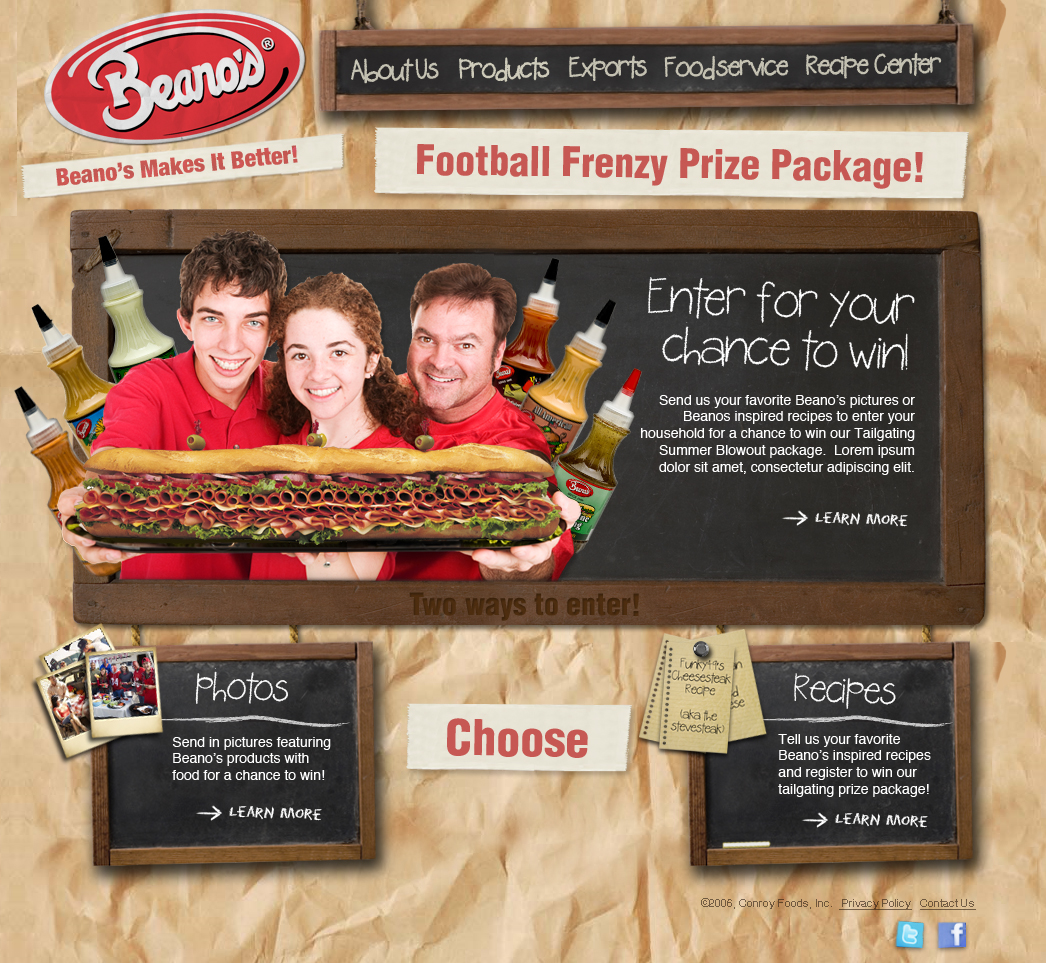 Beano's®
About Us Products Exports Foodservice Recipe Center
Beano's Makes It Better!
Football Frenzy Prize Package!
Enter for your
chance to win!
Send us your favorite Beano's pictures or
Beanos inspired recipes to enter your
household for a chance to win our Tailgating
Summer Blowout package. Lorem ipsum
dolor sit amet, consectetur adipiscing elit.
LEARN MORE
Two ways to enter!
Photos
Send in pictures featuring
Beano's products with
food for a chance to win!
LEARN MORE
Choose
Funky49's
Cheesesteak
Recipe
(aka the
stevesteak)
Recipes
Tell us your favorite
Beano's inspired recipes
and register to win our
tailgating prize package!
LEARN MORE
©2006, Conroy Foods, Inc. Privacy Policy Contact Us